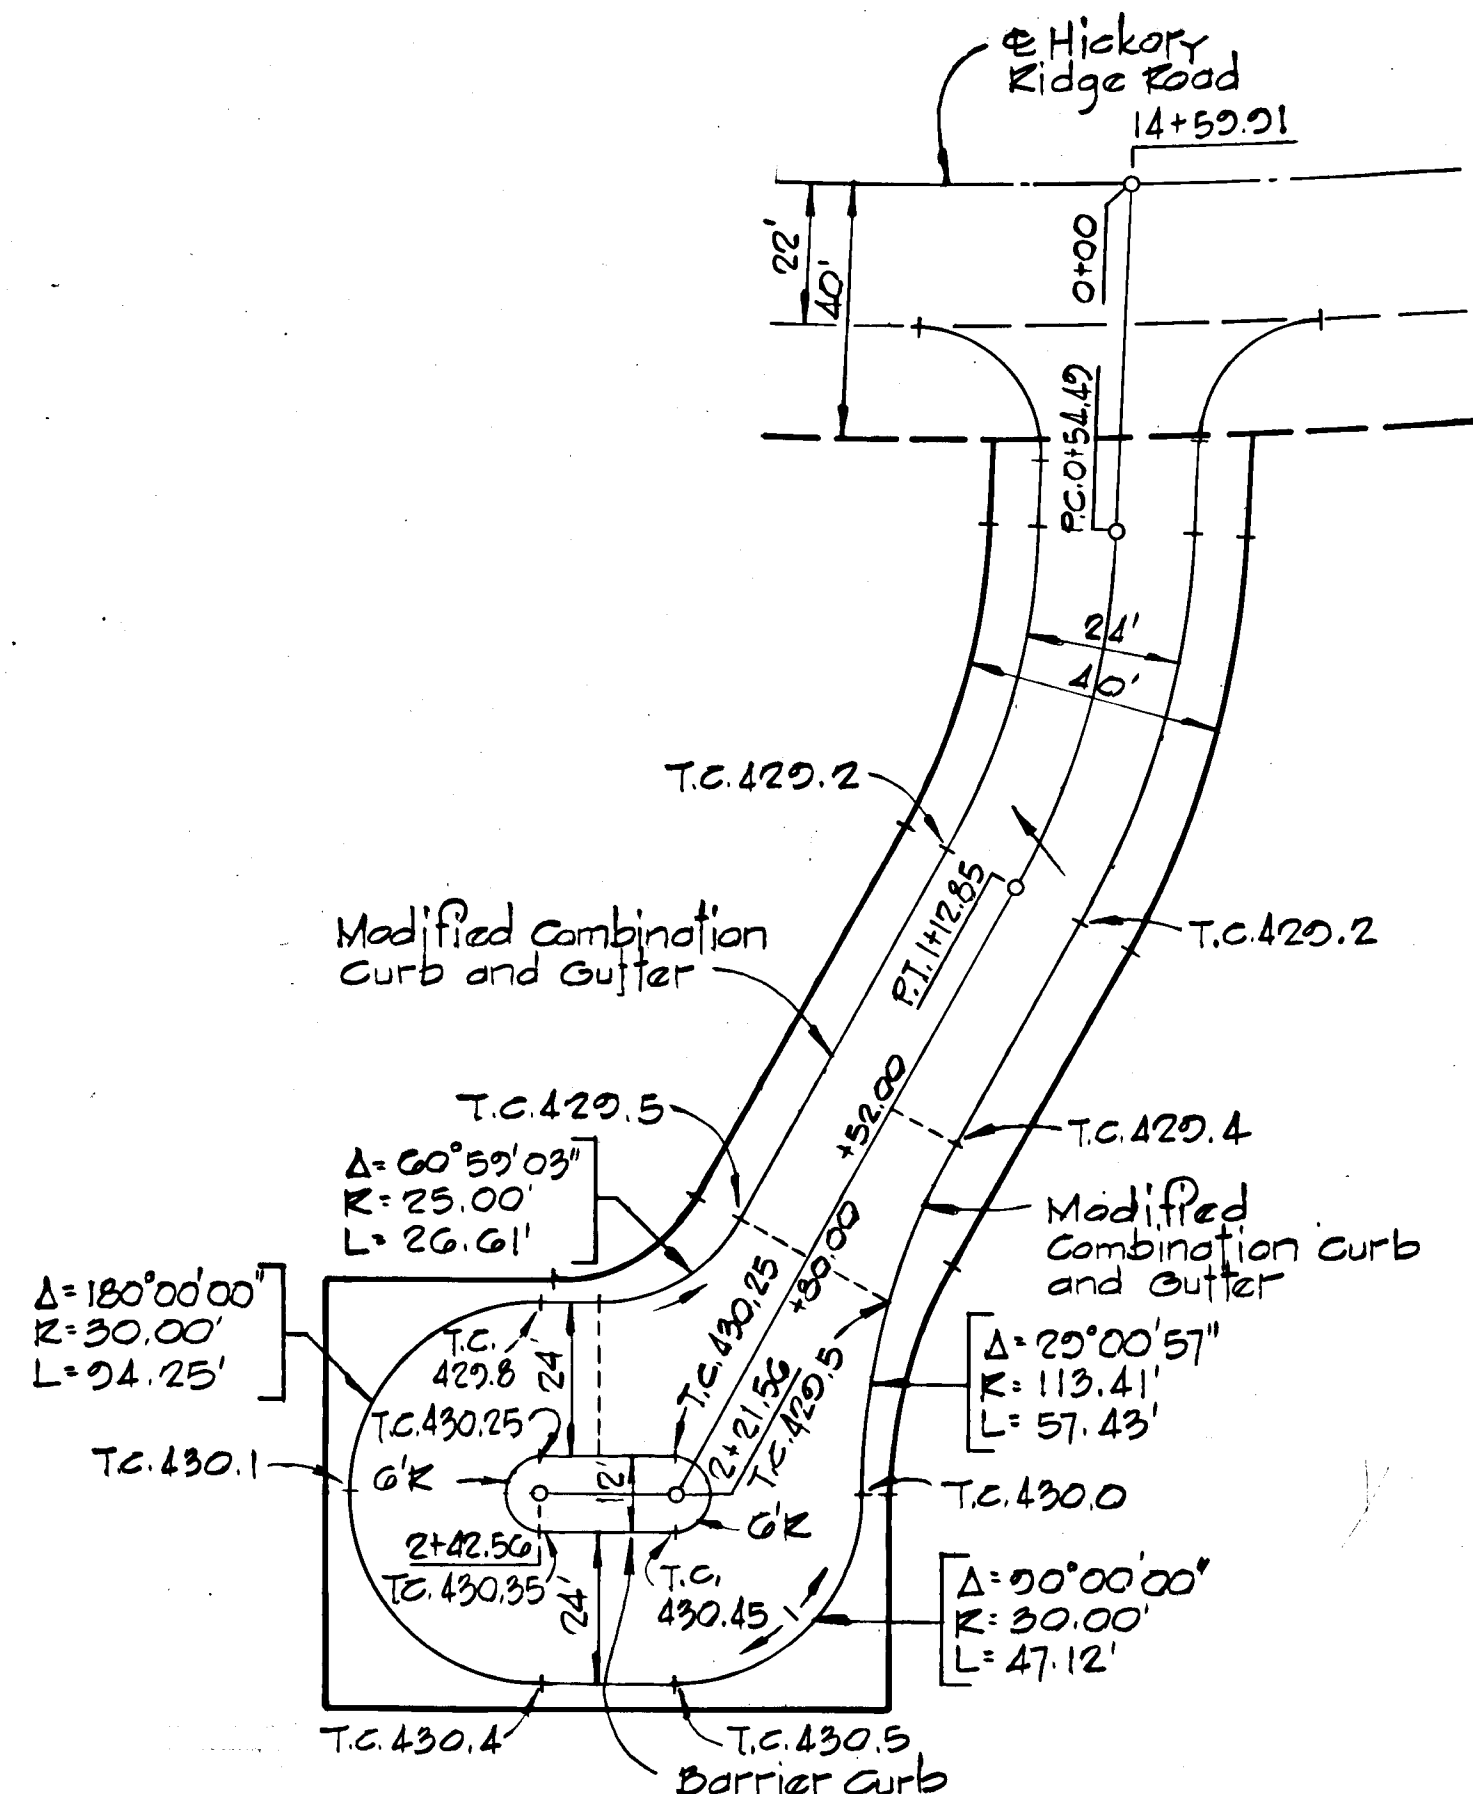 ℄ Hickory
Ridge Road
14+59.91
22'
40'
0+00
P.C. 0+54.49
24'
40'
T.C. 429.2
P.T. 1+12.85
T.C. 429.2
Modified Combination
Curb and Gutter
+52.00
T.C. 429.5
T.C. 429.4
Δ= 60°59'03"
R= 25.00'
L= 26.61'
Modified
Combination Curb
and Gutter
+80.00
T.C. 430.25
Δ= 180°00'00"
R= 30.00'
L= 94.25'
T.C.
429.8
24'
2+21.56
T.C. 429.5
Δ= 29°00'57"
R= 113.41'
L= 57.43'
T.C. 430.25
T.C. 430.1
6'R
12'
T.C. 430.0
6'R
2+42.56
T.C. 430.35
24'
T.C.
430.45
Δ= 90°00'00"
R= 30.00'
L= 47.12'
T.C. 430.4
T.C. 430.5
Barrier Curb